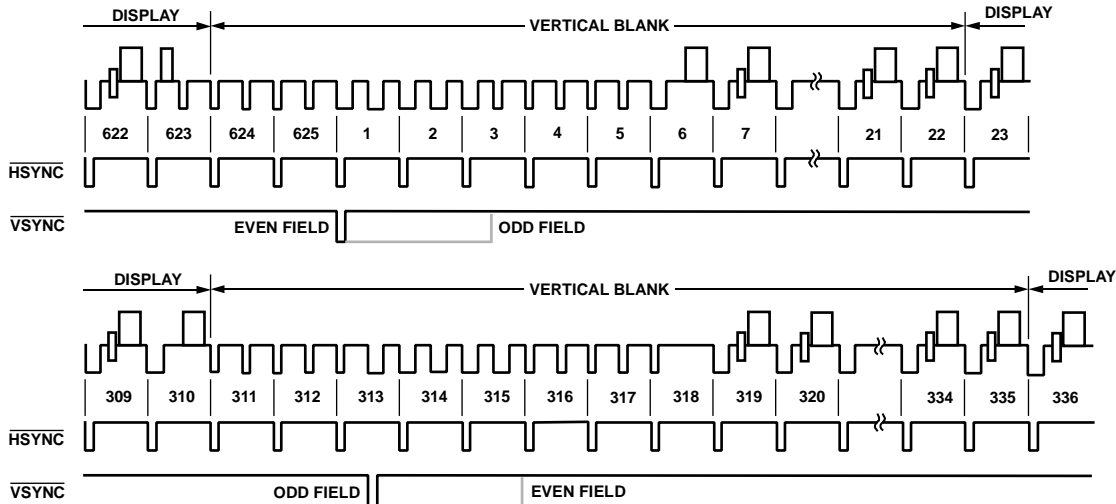 DISPLAY VERTICAL BLANK DISPLAY
622 623 624 625 1 2 3 4 5 6 7 21 22 23
HSYNC
VSYNC EVEN FIELD ODD FIELD
DISPLAY VERTICAL BLANK DISPLAY
309 310 311 312 313 314 315 316 317 318 319 320 334 335 336
HSYNC
VSYNC ODD FIELD EVEN FIELD